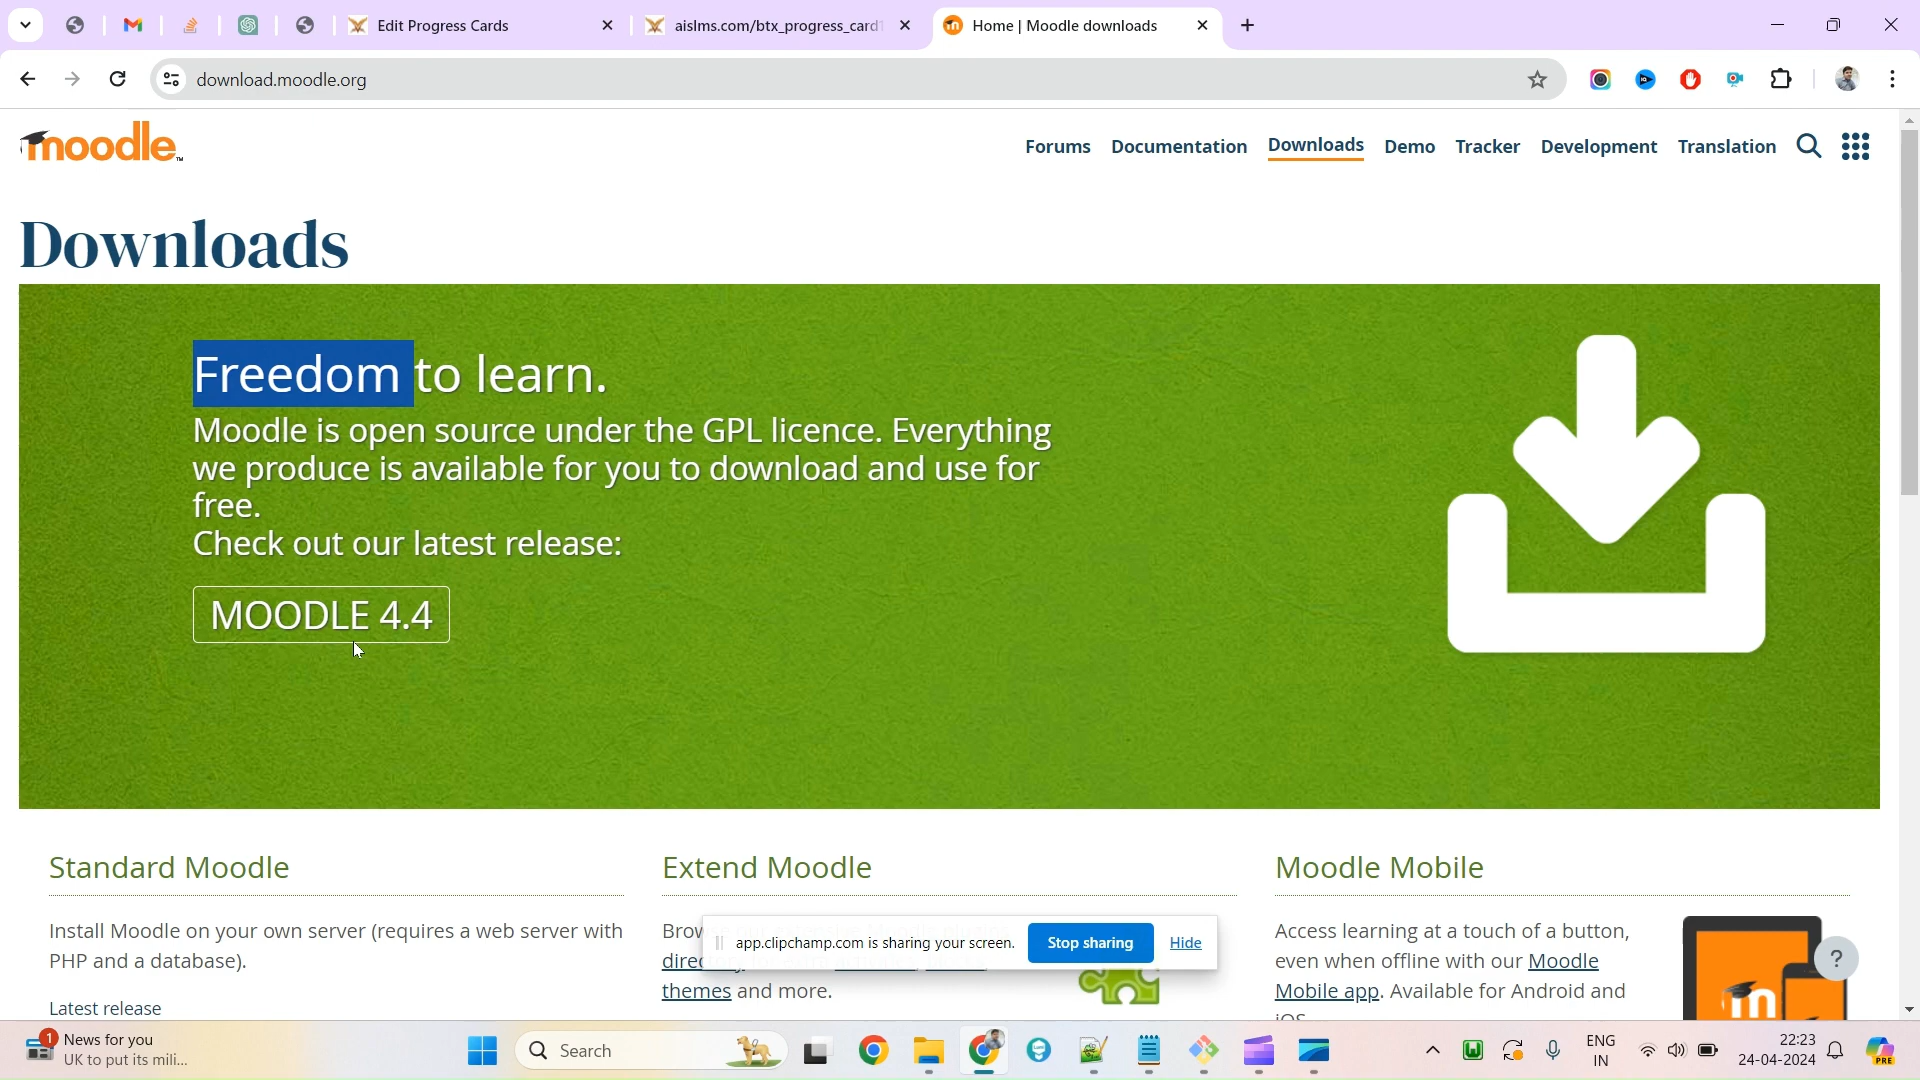 Edit Progress Cards
aislms.com/btx_progress_card
Home | Moodle downloads
download.moodle.org
moodle™
Forums Documentation Downloads Demo Tracker Development Translation
Downloads
Freedom to learn.
Moodle is open source under the GPL licence. Everything
we produce is available for you to download and use for
free.
Check out our latest release:
MOODLE 4.4
Standard Moodle
Install Moodle on your own server (requires a web server with
PHP and a database).
Latest release
Extend Moodle
themes and more.
Moodle Mobile
Access learning at a touch of a button,
even when offline with our Moodle
Mobile app. Available for Android and
iOS
app.clipchamp.com is sharing your screen. Stop sharing Hide
?
1
News for you
UK to put its mili...
Search
ENG
IN
22:23
24-04-2024
PRE